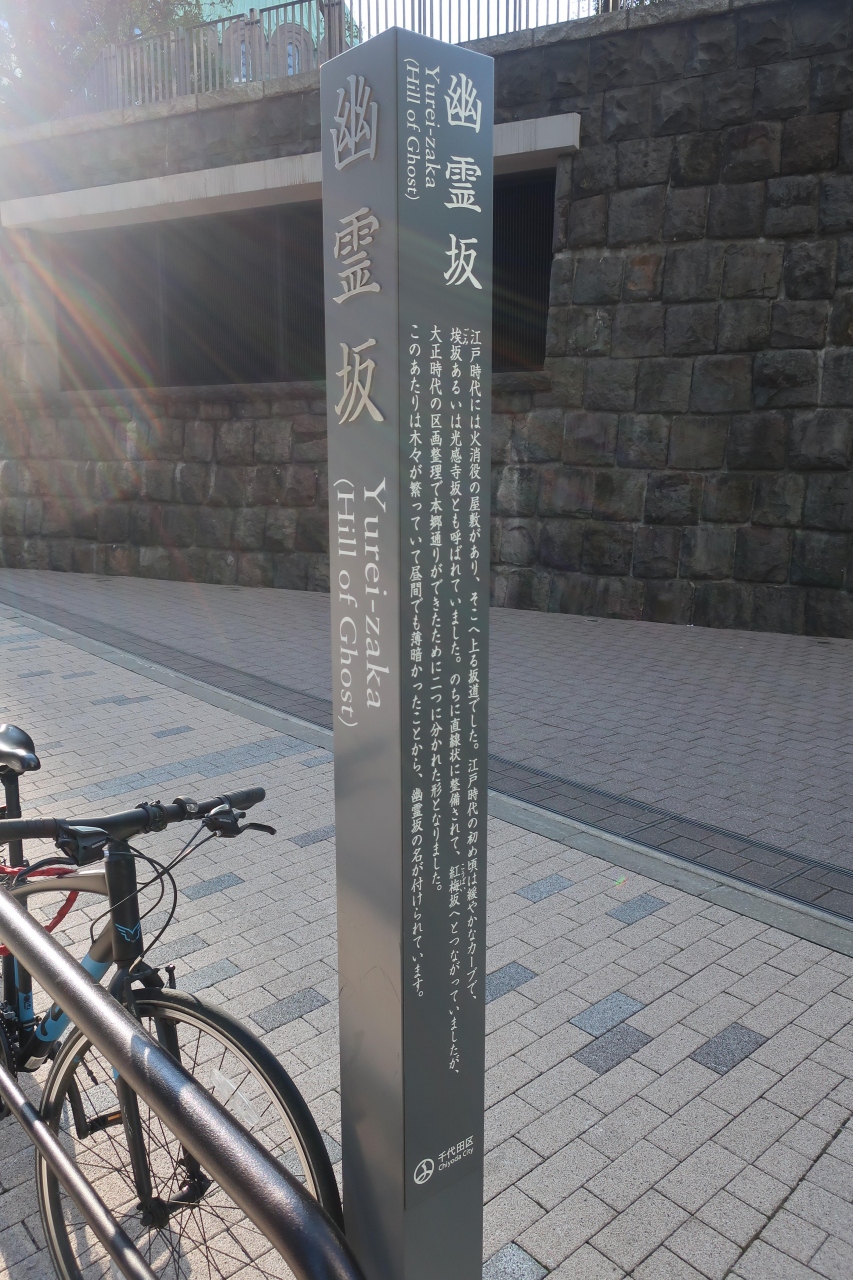 幽霊坂
Yurei-zaka
(Hill of Ghost)
幽霊坂
Yurei-zaka
(Hill of Ghost)
江戸時代には火消役の屋敷があり、そこへ上る坂道でした。江戸時代の初め頃は緩やかなカーブで、
埃坂あるいは光感寺坂とも呼ばれていました。のちに直線状に整備されて、紅梅坂へとつながっていましたが、
大正時代の区画整理で本郷通りができたために二つに分かれた形となりました。
このあたりは木々が繁っていて昼間でも薄暗かったことから、幽霊坂の名が付けられています。
千代田区
Chiyoda City